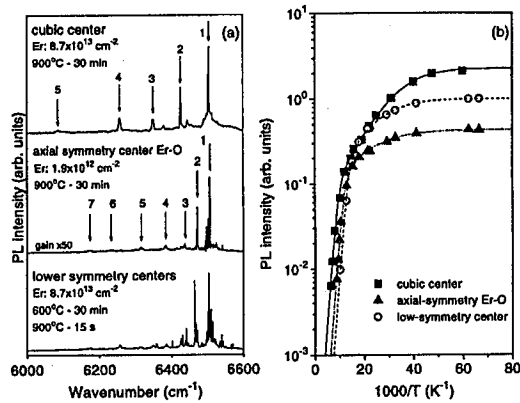 cubic center
Er: 8.7x10¹³ cm⁻²
900°C - 30 min
(a)
1
2
3
4
5
axial symmetry center Er-O
Er: 1.9x10¹² cm⁻²
900°C - 30 min
1
2
7
6
5
4
3
gain x50
lower symmetry centers
Er: 8.7x10¹³ cm⁻²
600°C - 30 min
900°C - 15 s
6000 6200 6400 6600
Wavenumber (cm⁻¹)
PL intensity (arb. units)
(b)
10¹
10⁰
10⁻¹
10⁻²
10⁻³
PL intensity (arb. units)
cubic center
axial-symmetry Er-O
low-symmetry center
0 20 40 60 80
1000/T (K⁻¹)